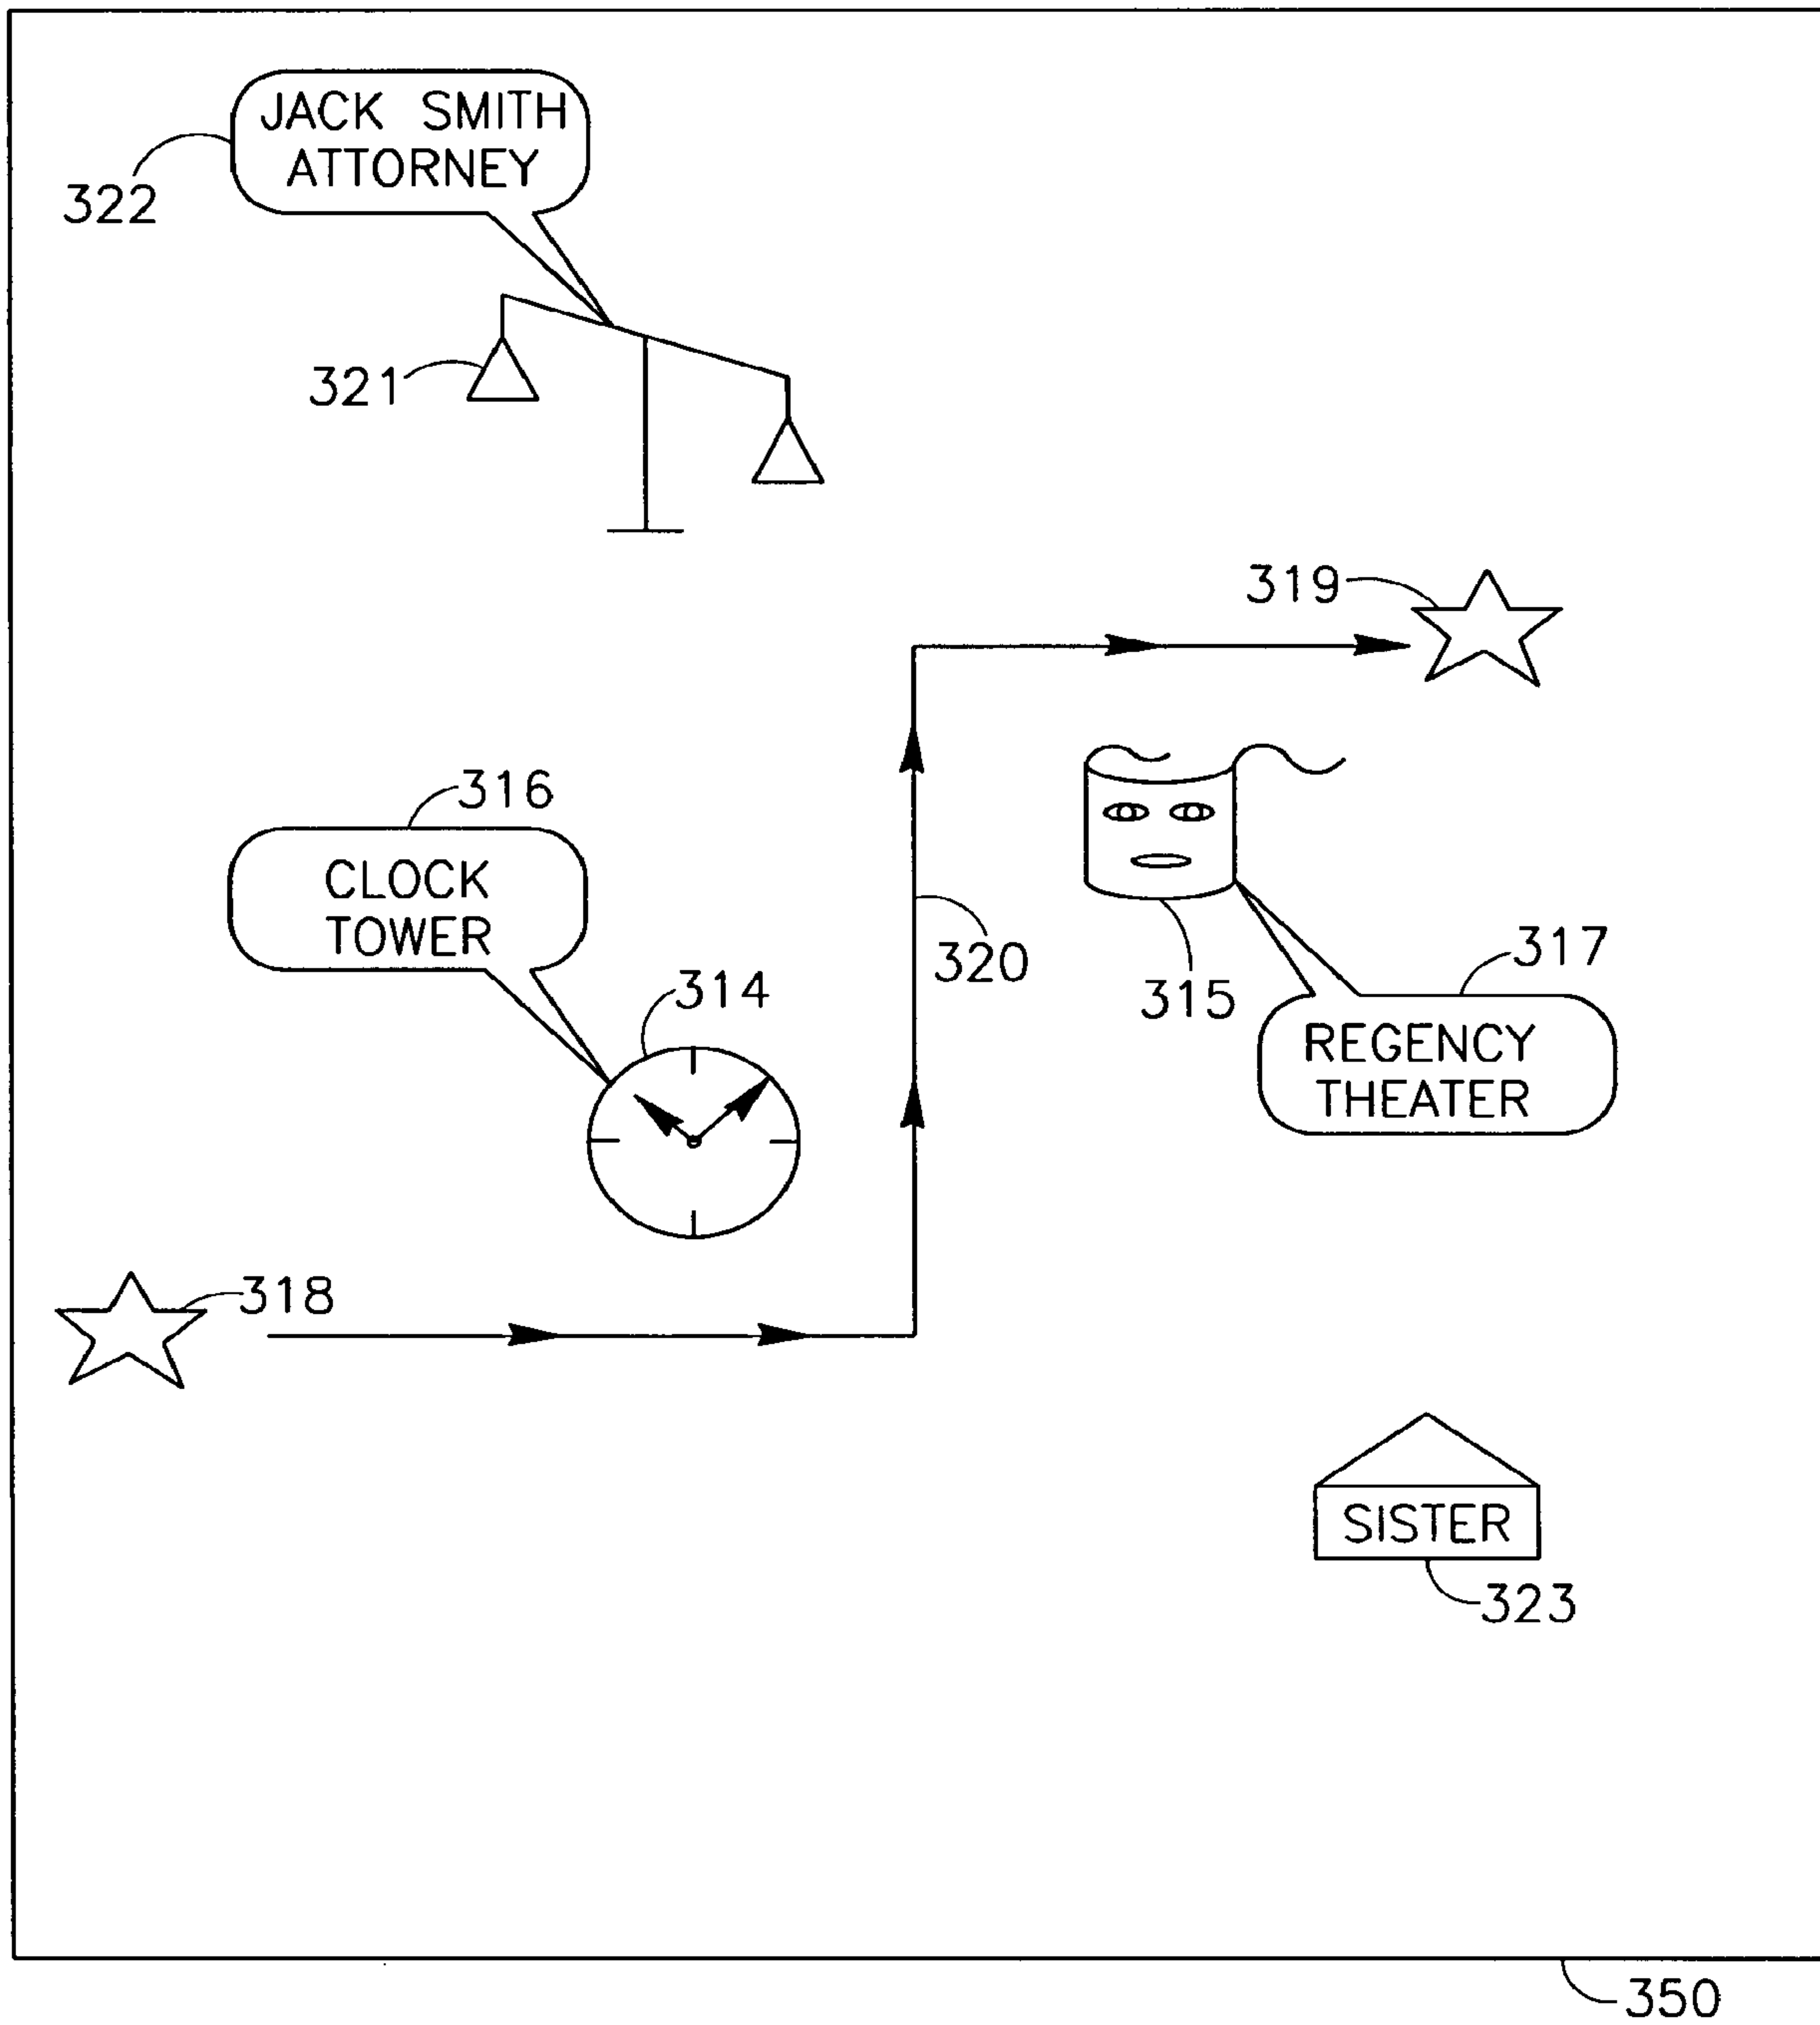 JACK SMITH
ATTORNEY
322
321
319
316
CLOCK
TOWER
314
320
315
317
REGENCY
THEATER
318
SISTER
323
350